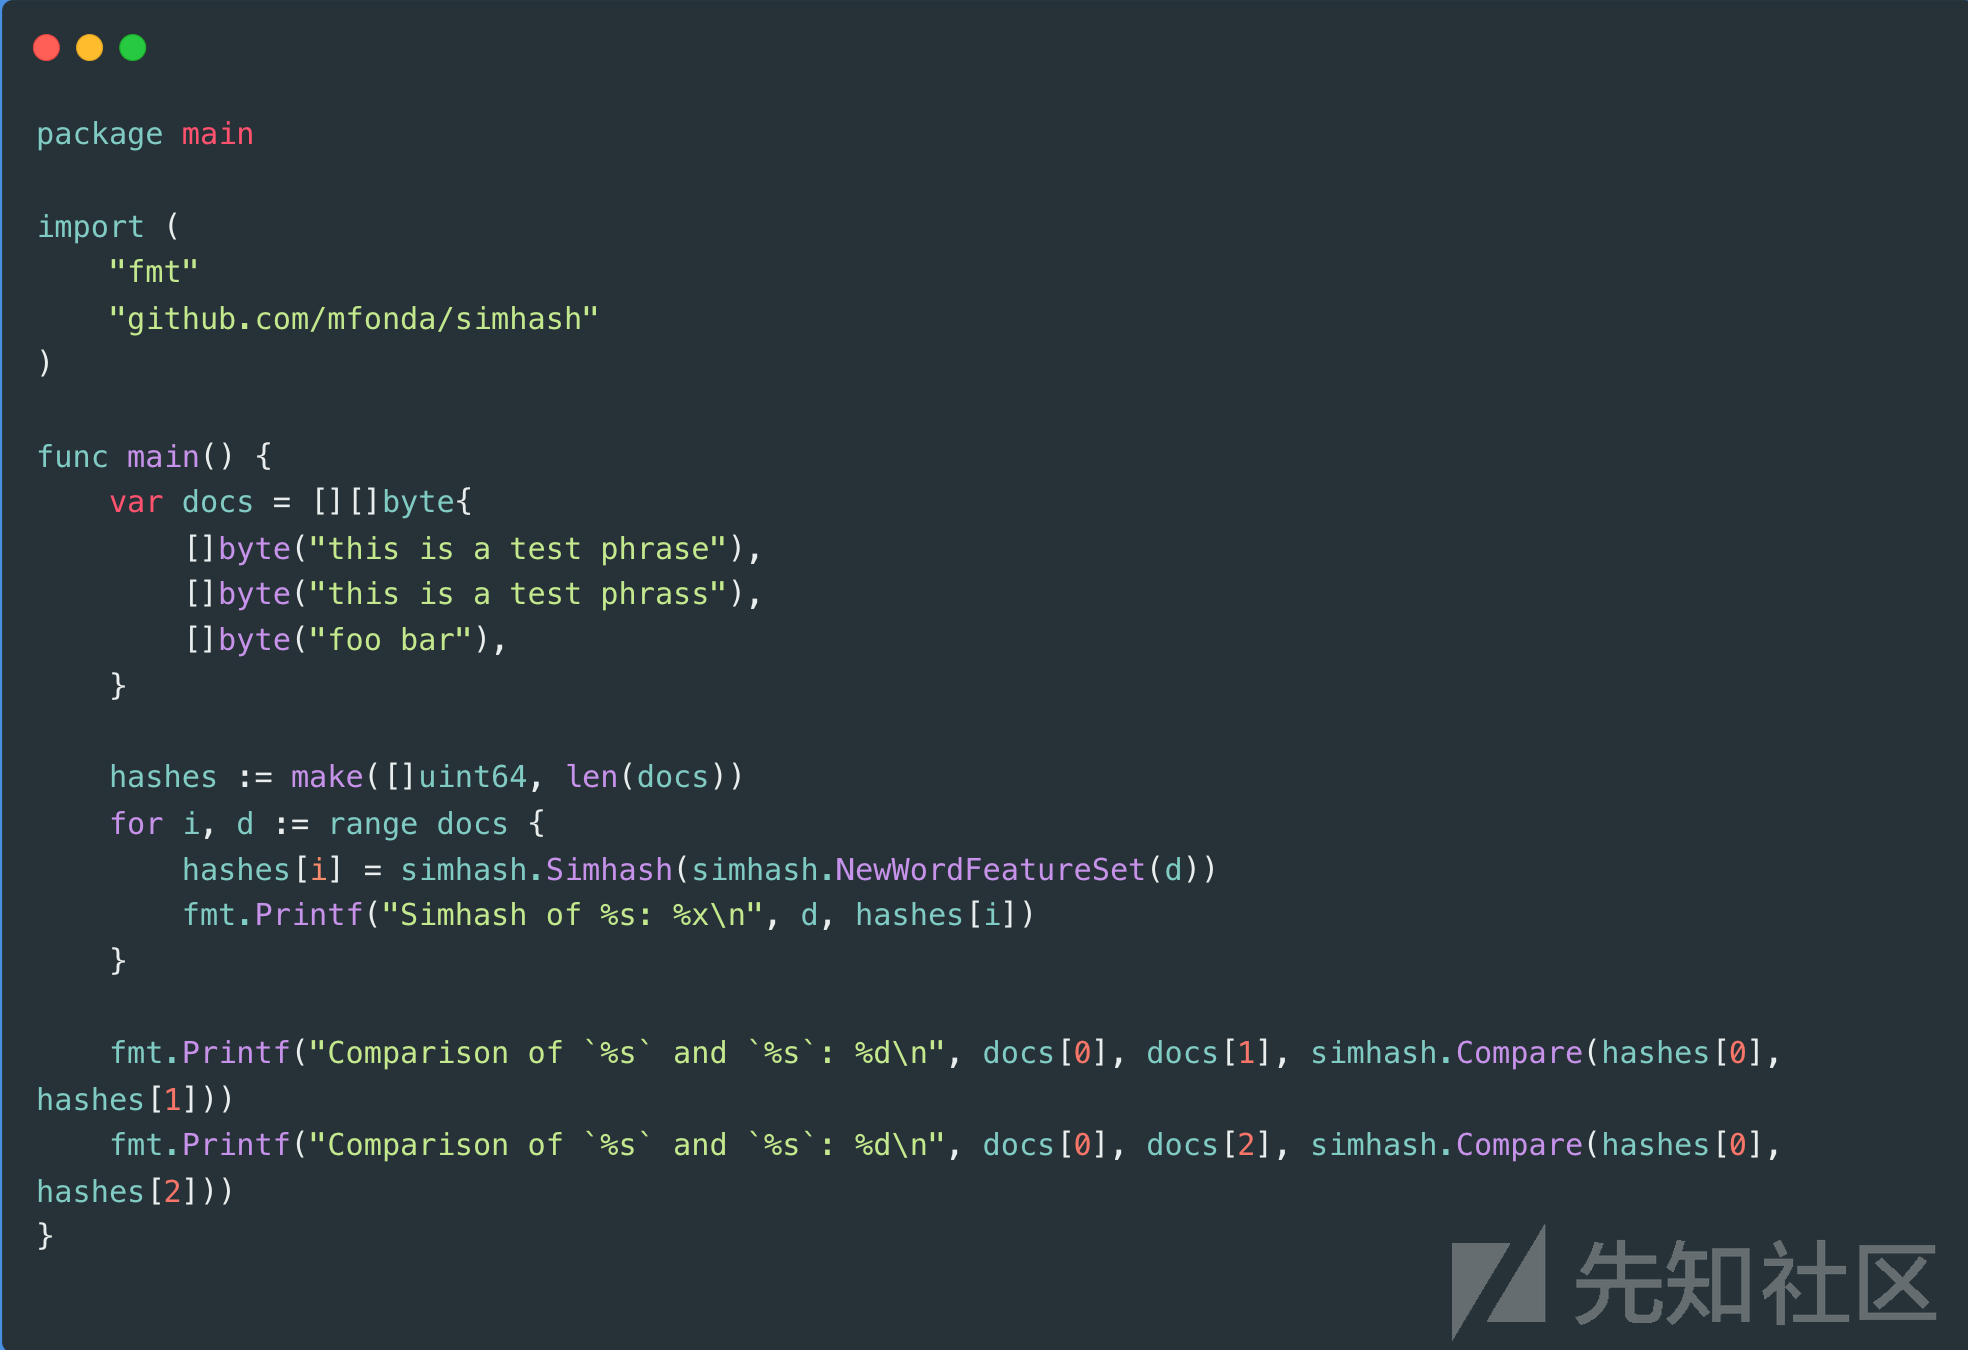 package main

import (
    "fmt"
    "github.com/mfonda/simhash"
)

func main() {
    var docs = [][]byte{
        []byte("this is a test phrase"),
        []byte("this is a test phrass"),
        []byte("foo bar"),
    }

    hashes := make([]uint64, len(docs))
    for i, d := range docs {
        hashes[i] = simhash.Simhash(simhash.NewWordFeatureSet(d))
        fmt.Printf("Simhash of %s: %x\n", d, hashes[i])
    }

    fmt.Printf("Comparison of `%s` and `%s`: %d\n", docs[0], docs[1], simhash.Compare(hashes[0],
hashes[1]))
    fmt.Printf("Comparison of `%s` and `%s`: %d\n", docs[0], docs[2], simhash.Compare(hashes[0],
hashes[2]))
}
先知社区